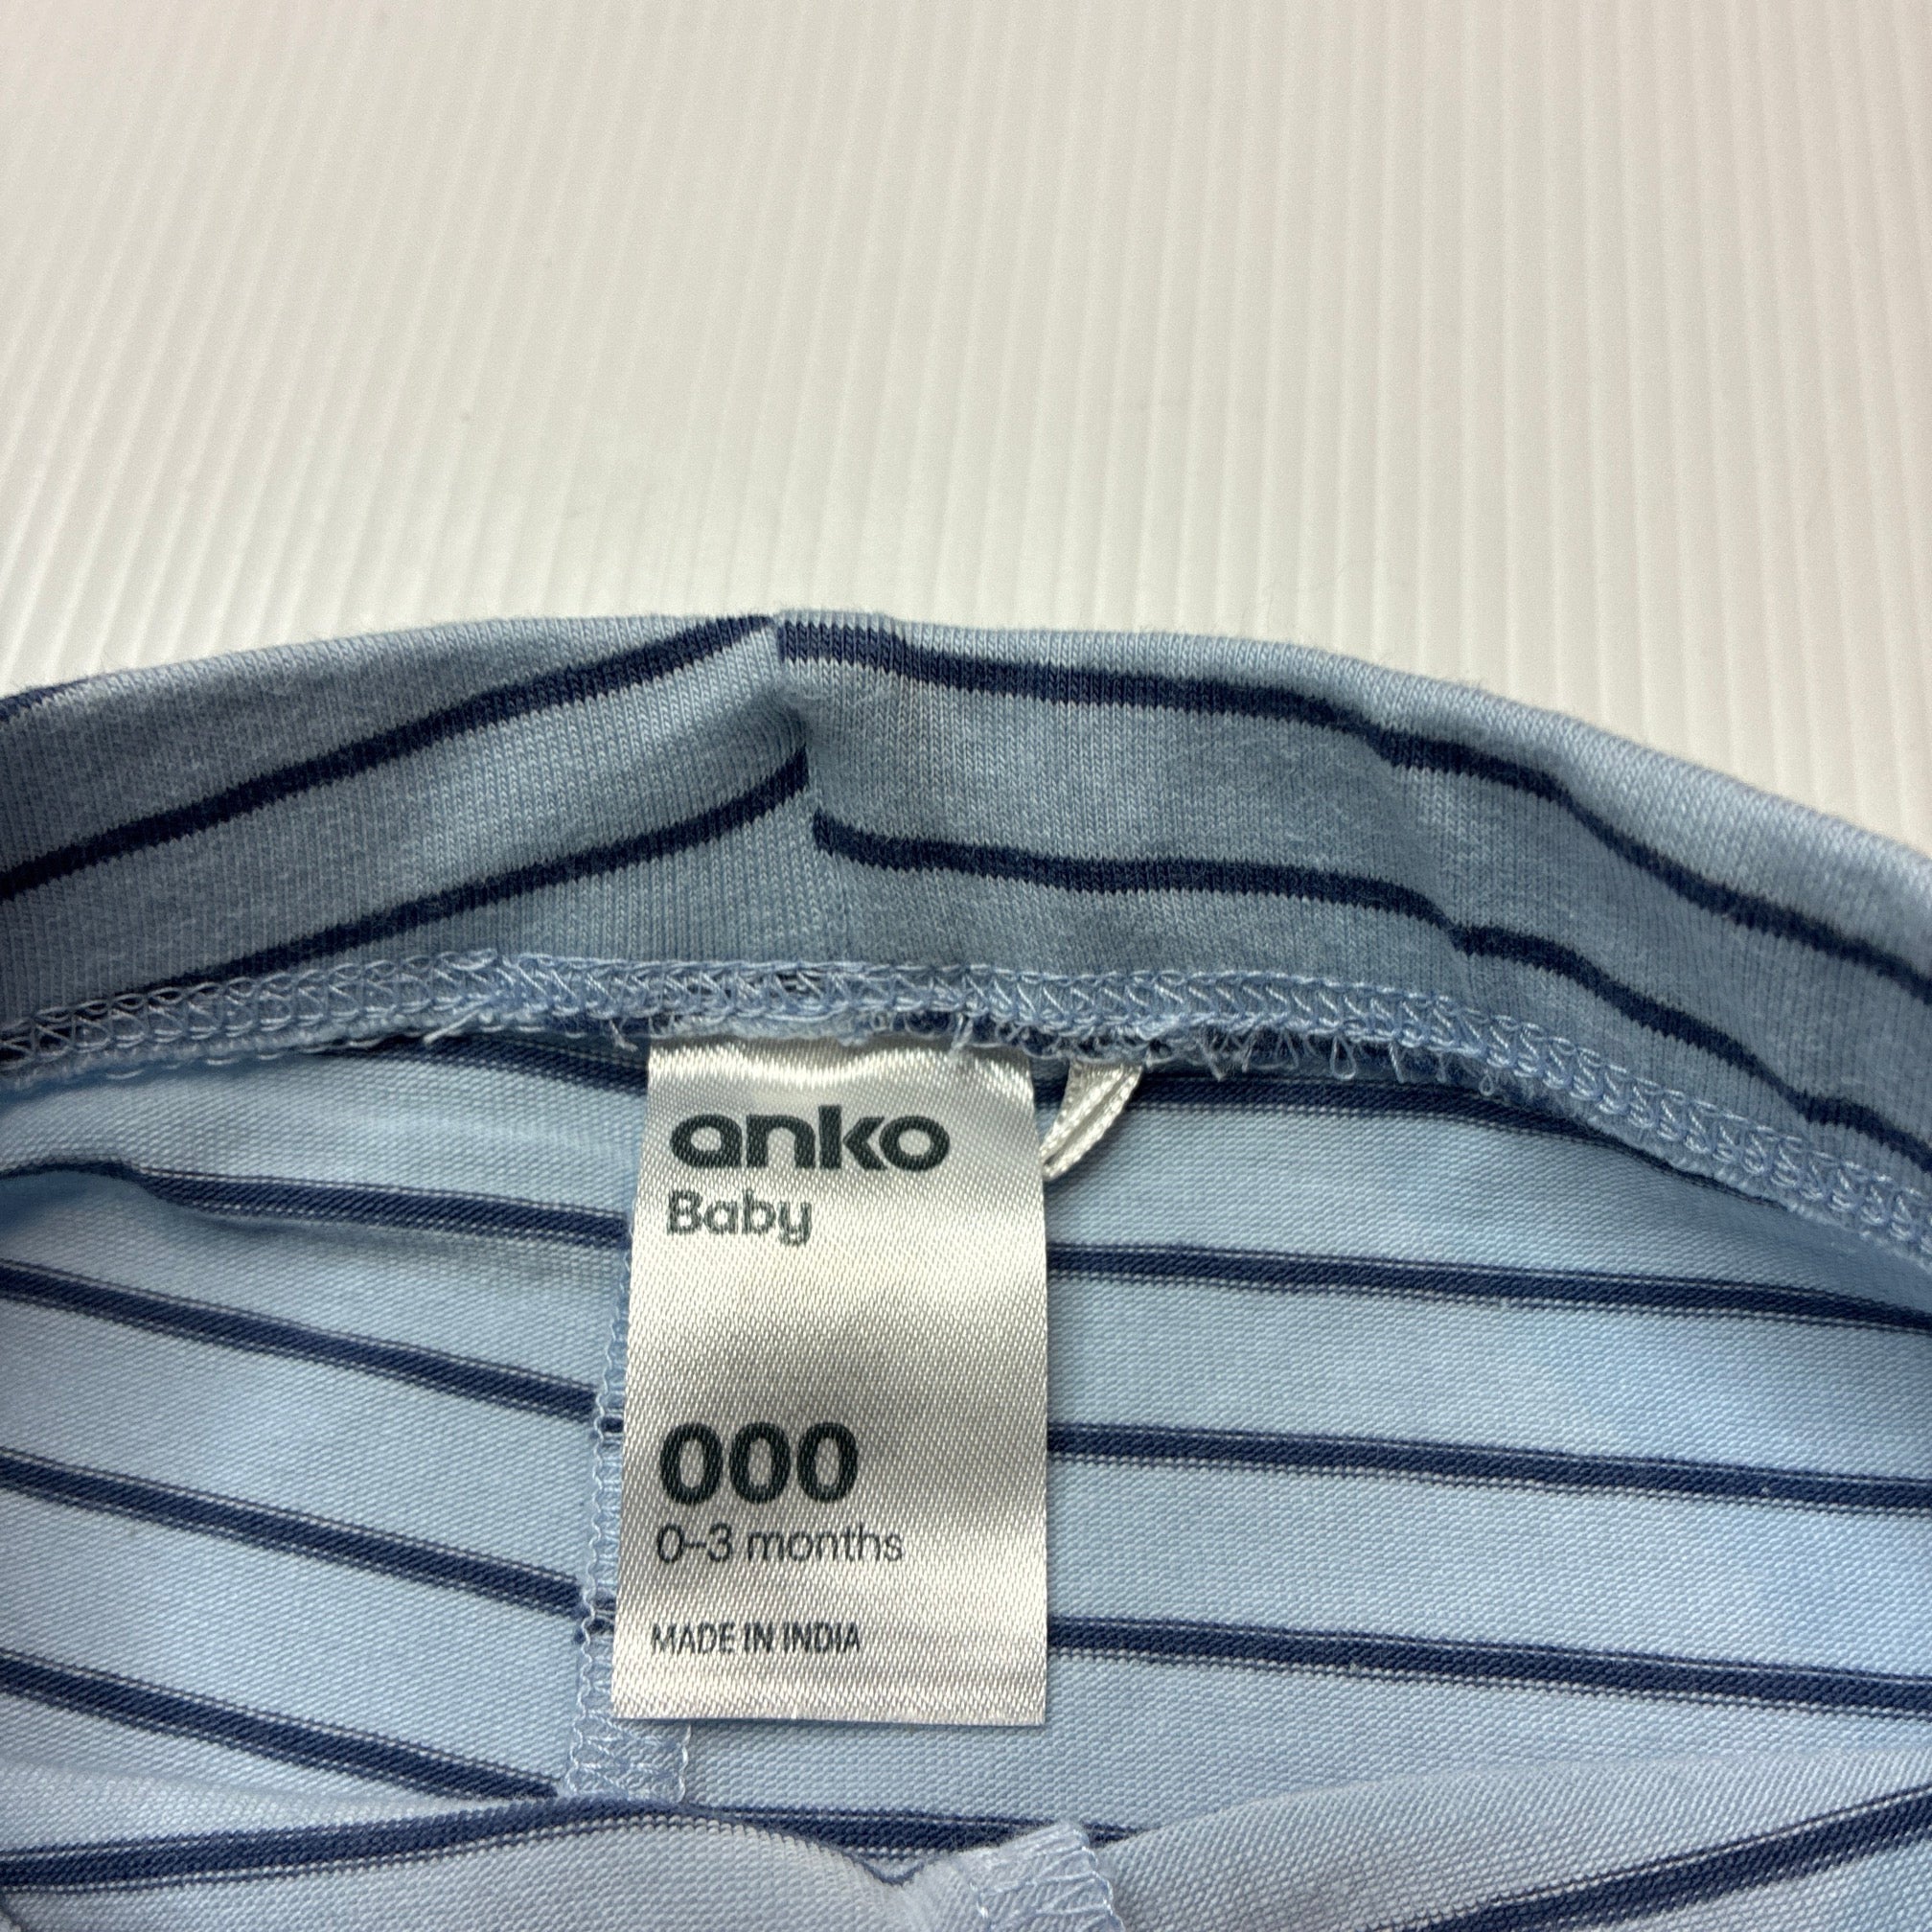 anko
Baby
000
0-3 months
MADE IN INDIA